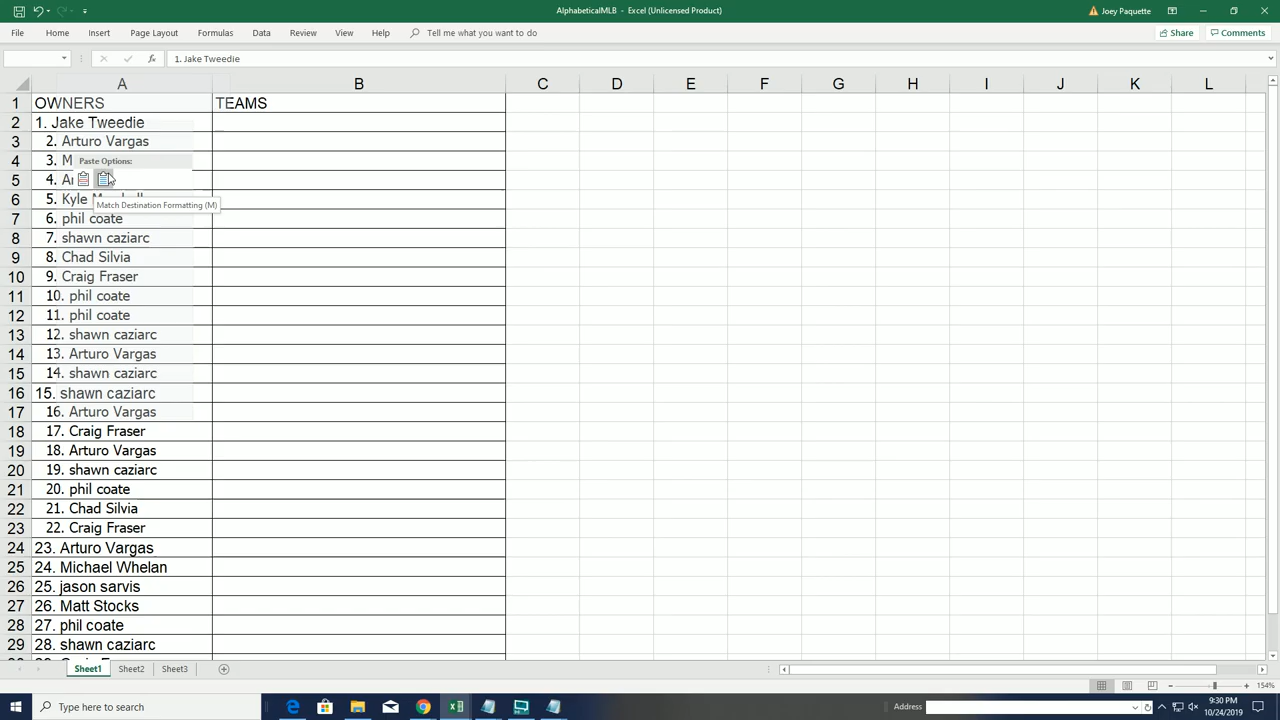 AlphabeticalMLB - Excel (Unlicensed Product)
Joey Paquette
File Home Insert Page Layout Formulas Data Review View Help Tell me what you want to do
Share Comments
fx 1. Jake Tweedie
A B C D E F G H I J K L
1 OWNERS TEAMS
2 1. Jake Tweedie
3 2. Arturo Vargas
4 3. M
Paste Options:
5 4.
6 5. Kyle
Match Destination Formatting (M)
7 6. phil coate
8 7. shawn caziarc
9 8. Chad Silvia
10 9. Craig Fraser
11 10. phil coate
12 11. phil coate
13 12. shawn caziarc
14 13. Arturo Vargas
15 14. shawn caziarc
16 15. shawn caziarc
17 16. Arturo Vargas
18 17. Craig Fraser
19 18. Arturo Vargas
20 19. shawn caziarc
21 20. phil coate
22 21. Chad Silvia
23 22. Craig Fraser
24 23. Arturo Vargas
25 24. Michael Whelan
26 25. jason sarvis
27 26. Matt Stocks
28 27. phil coate
29 28. shawn caziarc
Sheet1 Sheet2 Sheet3
154%
Type here to search
Address
9:30 PM
10/24/2019